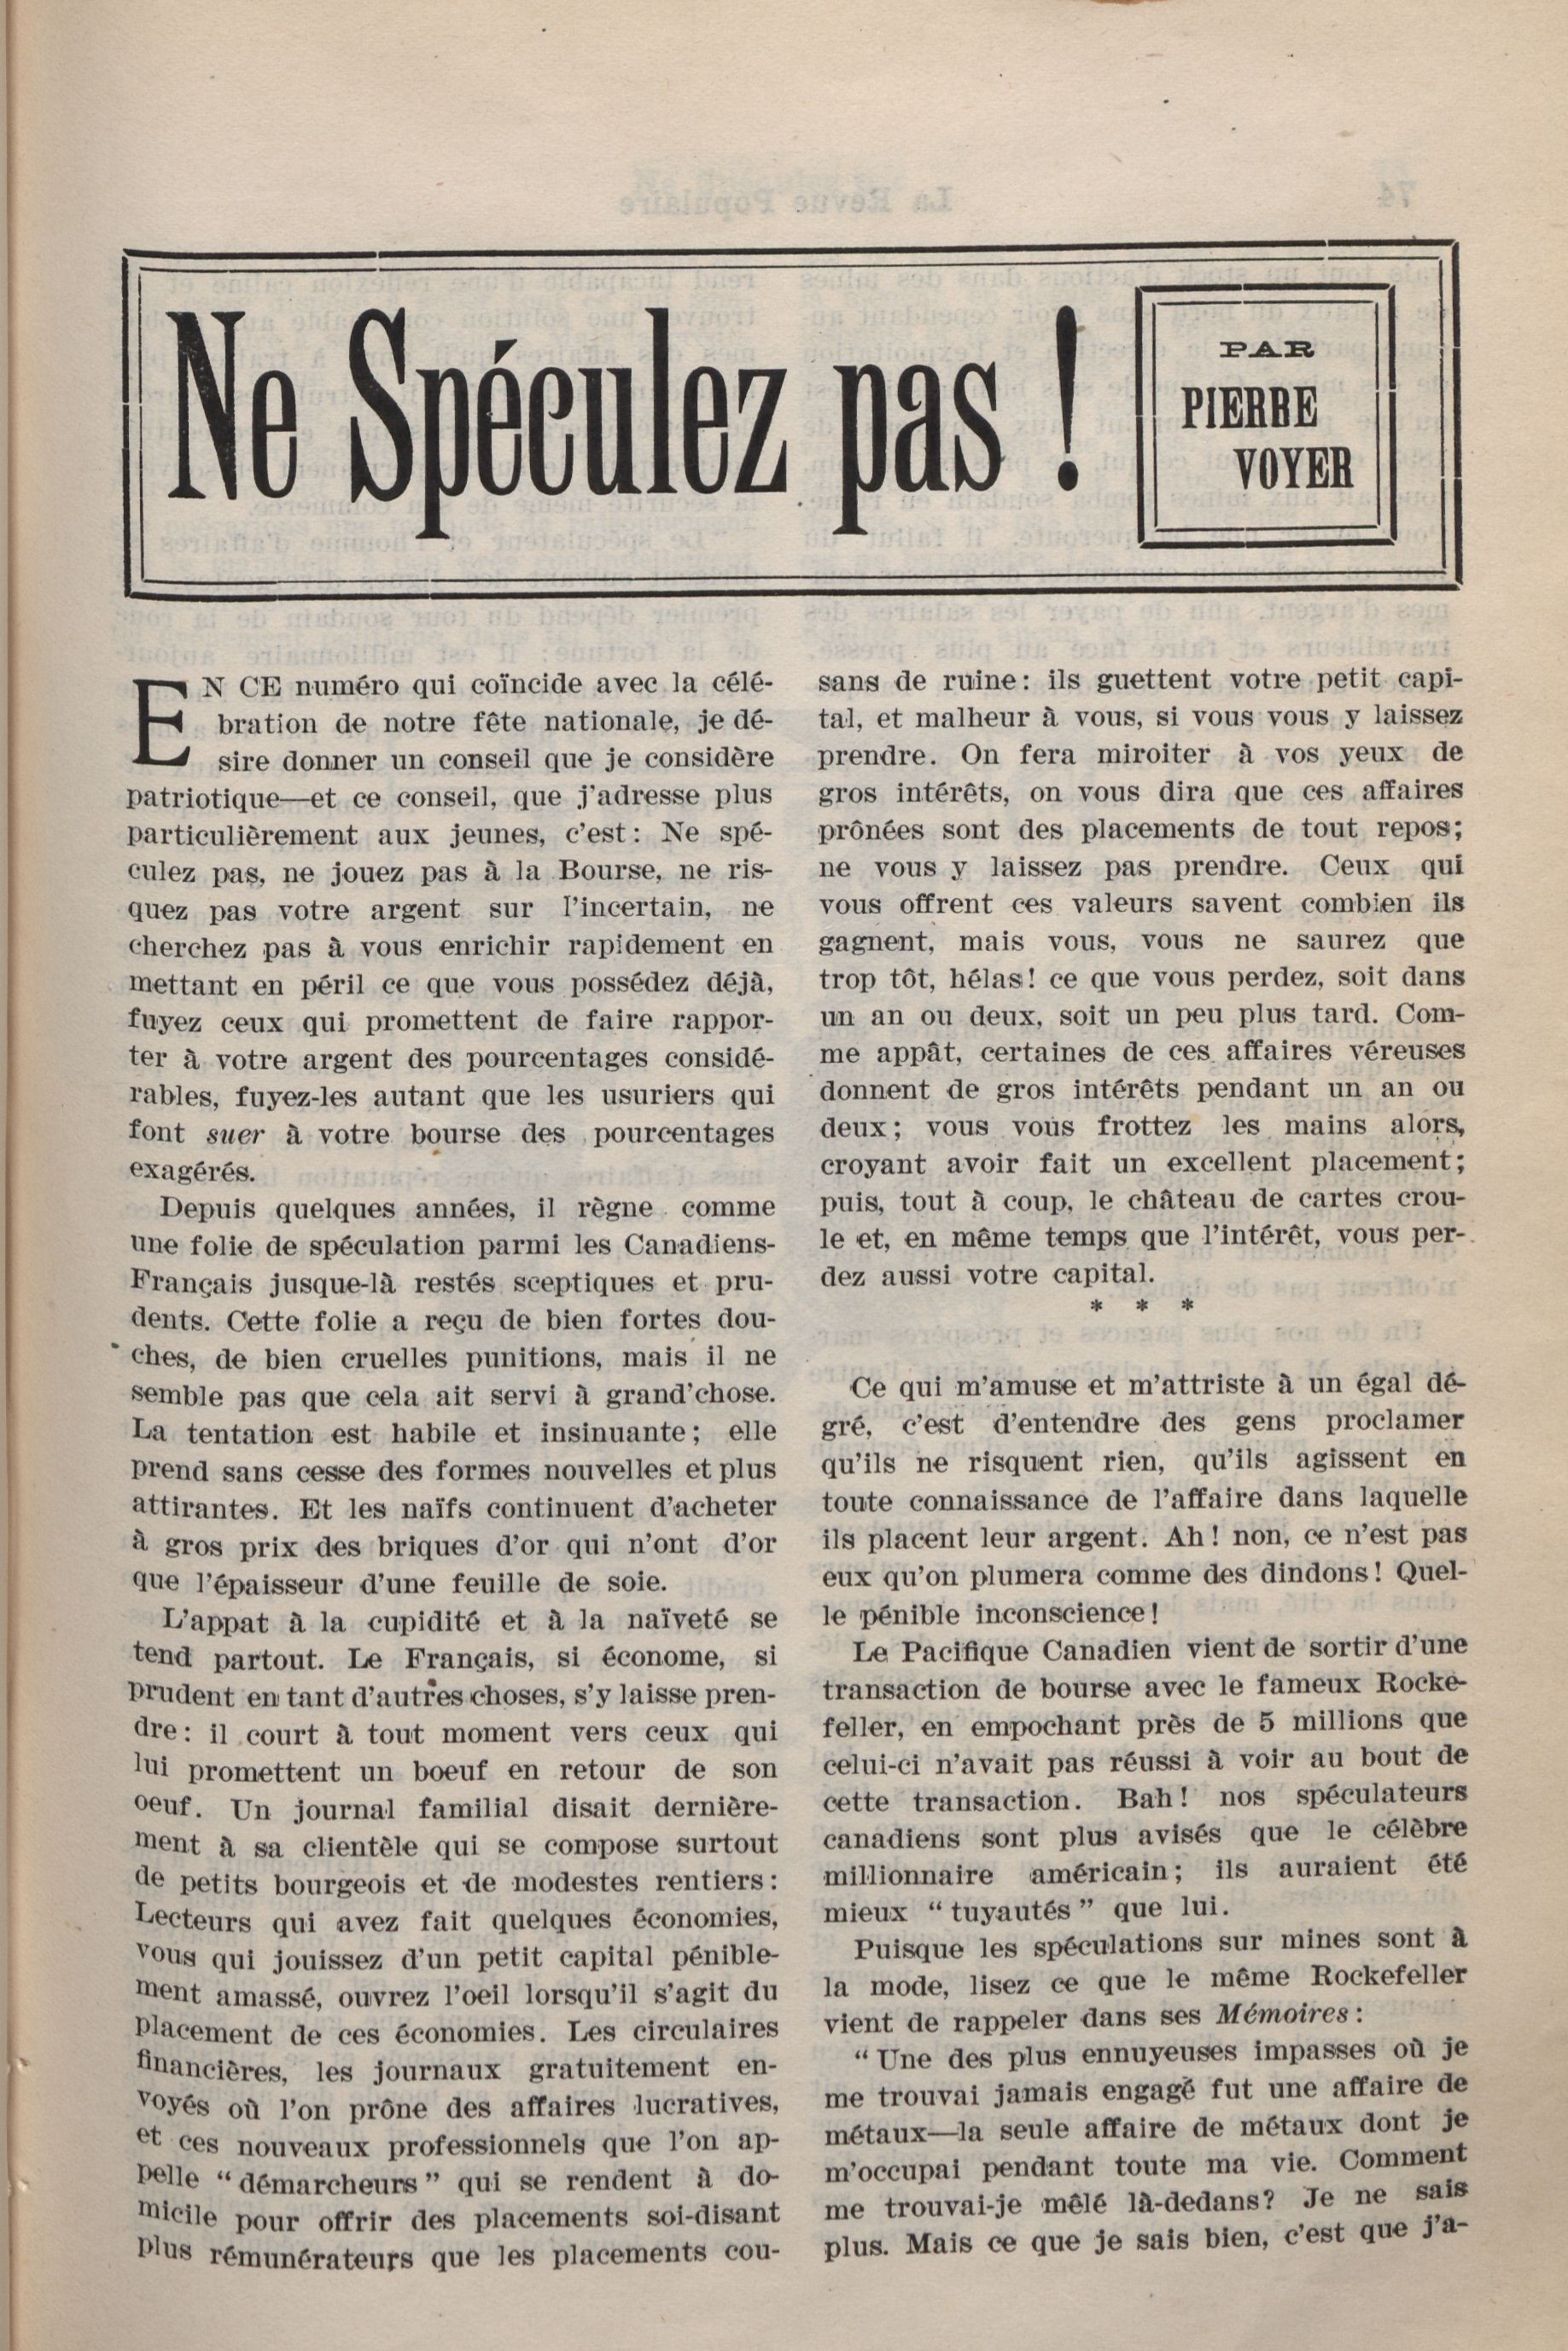 Ne Spéculez pas !
PAR
PIERRE
VOYER
EN CE numéro qui coïncide avec la célé-
bration de notre fête nationale, je dé-
sire donner un conseil que je considère
patriotique—et ce conseil, que j'adresse plus
particulièrement aux jeunes, c'est: Ne spé-
culez pas, ne jouez pas à la Bourse, ne ris-
quez pas votre argent sur l'incertain, ne
cherchez pas à vous enrichir rapidement en
mettant en péril ce que vous possédez déjà,
fuyez ceux qui promettent de faire rappor-
ter à votre argent des pourcentages considé-
rables, fuyez-les autant que les usuriers qui
font suer à votre bourse des pourcentages
exagérés.
Depuis quelques années, il règne comme
une folie de spéculation parmi les Canadiens-
Français jusque-là restés sceptiques et pru-
dents. Cette folie a reçu de bien fortes dou-
ches, de bien cruelles punitions, mais il ne
semble pas que cela ait servi à grand'chose.
La tentation est habile et insinuante; elle
prend sans cesse des formes nouvelles et plus
attirantes. Et les naïfs continuent d'acheter
à gros prix des briques d'or qui n'ont d'or
que l'épaisseur d'une feuille de soie.
L'appat à la cupidité et à la naïveté se
tend partout. Le Français, si économe, si
prudent en tant d'autres choses, s'y laisse pren-
dre: il court à tout moment vers ceux qui
lui promettent un boeuf en retour de son
oeuf. Un journal familial disait dernière-
ment à sa clientèle qui se compose surtout
de petits bourgeois et de modestes rentiers:
Lecteurs qui avez fait quelques économies,
vous qui jouissez d'un petit capital pénible-
ment amassé, ouvrez l'oeil lorsqu'il s'agit du
placement de ces économies. Les circulaires
financières, les journaux gratuitement en-
voyés où l'on prône des affaires lucratives,
et ces nouveaux professionnels que l'on ap-
pelle "démarcheurs" qui se rendent à do-
micile pour offrir des placements soi-disant
plus rémunérateurs que les placements cou-
sans de ruine: ils guettent votre petit capi-
tal, et malheur à vous, si vous vous y laissez
prendre. On fera miroiter à vos yeux de
gros intérêts, on vous dira que ces affaires
prônées sont des placements de tout repos;
ne vous y laissez pas prendre. Ceux qui
vous offrent ces valeurs savent combien ils
gagnent, mais vous, vous ne saurez que
trop tôt, hélas! ce que vous perdez, soit dans
un an ou deux, soit un peu plus tard. Com-
me appât, certaines de ces affaires véreuses
donnent de gros intérêts pendant un an ou
deux; vous vous frottez les mains alors,
croyant avoir fait un excellent placement;
puis, tout à coup, le château de cartes crou-
le et, en même temps que l'intérêt, vous per-
dez aussi votre capital.
* * *
Ce qui m'amuse et m'attriste à un égal dé-
gré, c'est d'entendre des gens proclamer
qu'ils ne risquent rien, qu'ils agissent en
toute connaissance de l'affaire dans laquelle
ils placent leur argent. Ah! non, ce n'est pas
eux qu'on plumera comme des dindons! Quel-
le pénible inconscience!
Le Pacifique Canadien vient de sortir d'une
transaction de bourse avec le fameux Rocke-
feller, en empochant près de 5 millions que
celui-ci n'avait pas réussi à voir au bout de
cette transaction. Bah! nos spéculateurs
canadiens sont plus avisés que le célèbre
millionnaire américain; ils auraient été
mieux "tuyautés" que lui.
Puisque les spéculations sur mines sont à
la mode, lisez ce que le même Rockefeller
vient de rappeler dans ses Mémoires:
"Une des plus ennuyeuses impasses où je
me trouvai jamais engagé fut une affaire de
métaux—la seule affaire de métaux dont je
m'occupai pendant toute ma vie. Comment
me trouvai-je mêlé là-dedans? Je ne sais
plus. Mais ce que je sais bien, c'est que j'a-